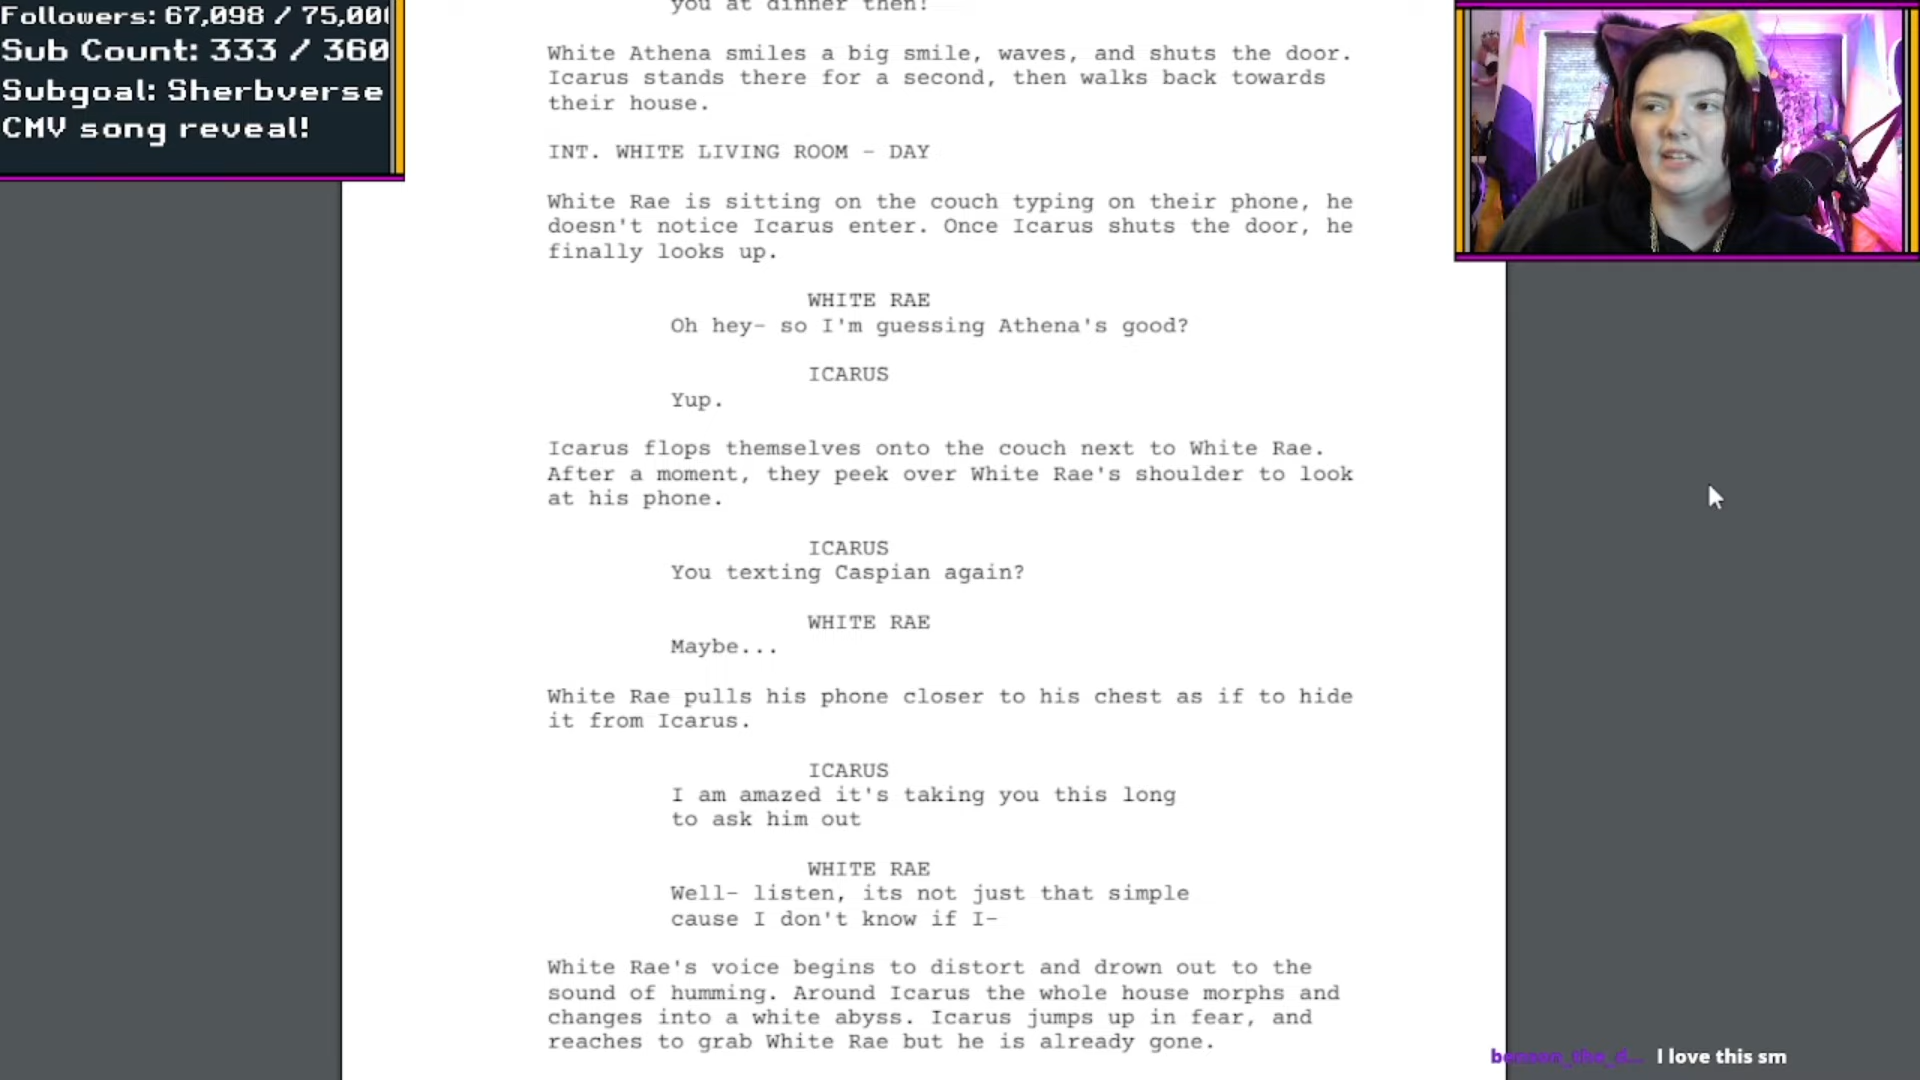 Followers: 67,098 / 75,00
Sub Count: 333 / 360
Subgoal: Sherbverse
CMV song reveal!
you at dinner then!
White Athena smiles a big smile, waves, and shuts the door.
Icarus stands there for a second, then walks back towards
their house.
INT. WHITE LIVING ROOM - DAY
White Rae is sitting on the couch typing on their phone, he
doesn't notice Icarus enter. Once Icarus shuts the door, he
finally looks up.
WHITE RAE
Oh hey- so I'm guessing Athena's good?
ICARUS
Yup.
Icarus flops themselves onto the couch next to White Rae.
After a moment, they peek over White Rae's shoulder to look
at his phone.
ICARUS
You texting Caspian again?
WHITE RAE
Maybe...
White Rae pulls his phone closer to his chest as if to hide
it from Icarus.
ICARUS
I am amazed it's taking you this long
to ask him out
WHITE RAE
Well- listen, its not just that simple
cause I don't know if I-
White Rae's voice begins to distort and drown out to the
sound of humming. Around Icarus the whole house morphs and
changes into a white abyss. Icarus jumps up in fear, and
reaches to grab White Rae but he is already gone.
I love this sm